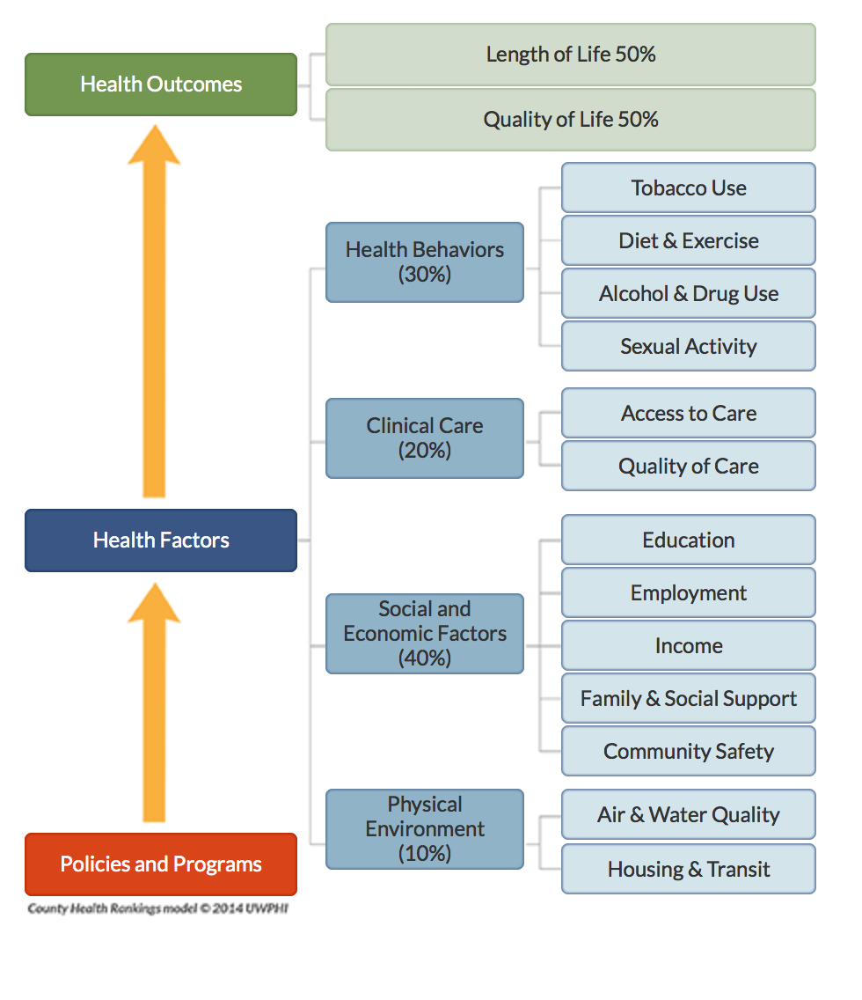 Health Outcomes
Length of Life 50%
Quality of Life 50%
Health Factors
Health Behaviors
(30%)
Tobacco Use
Diet & Exercise
Alcohol & Drug Use
Sexual Activity
Clinical Care
(20%)
Access to Care
Quality of Care
Social and
Economic Factors
(40%)
Education
Employment
Income
Family & Social Support
Community Safety
Physical
Environment
(10%)
Air & Water Quality
Housing & Transit
Policies and Programs
County Health Rankings model © 2014 UWPHI